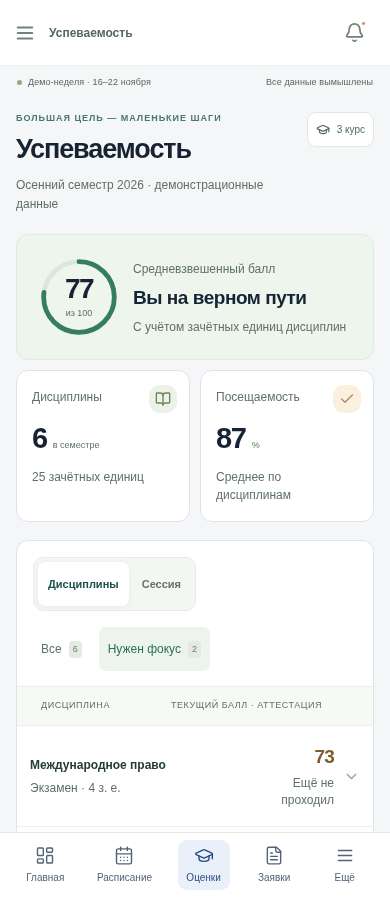 Успеваемость
Демо-неделя · 16–22 ноября
Все данные вымышлены
БОЛЬШАЯ ЦЕЛЬ — МАЛЕНЬКИЕ ШАГИ
Успеваемость
3 курс
Осенний семестр 2026 · демонстрационные
данные
77
из 100
Средневзвешенный балл
Вы на верном пути
С учётом зачётных единиц дисциплин
Дисциплины
6 в семестре
25 зачётных единиц
Посещаемость
87 %
Среднее по
дисциплинам
Дисциплины
Сессия
Все 6
Нужен фокус 2
ДИСЦИПЛИНА
ТЕКУЩИЙ БАЛЛ · АТТЕСТАЦИЯ
Международное право
Экзамен · 4 з. е.
73
Ещё не
проходил
Главная
Расписание
Оценки
Заявки
Ещё